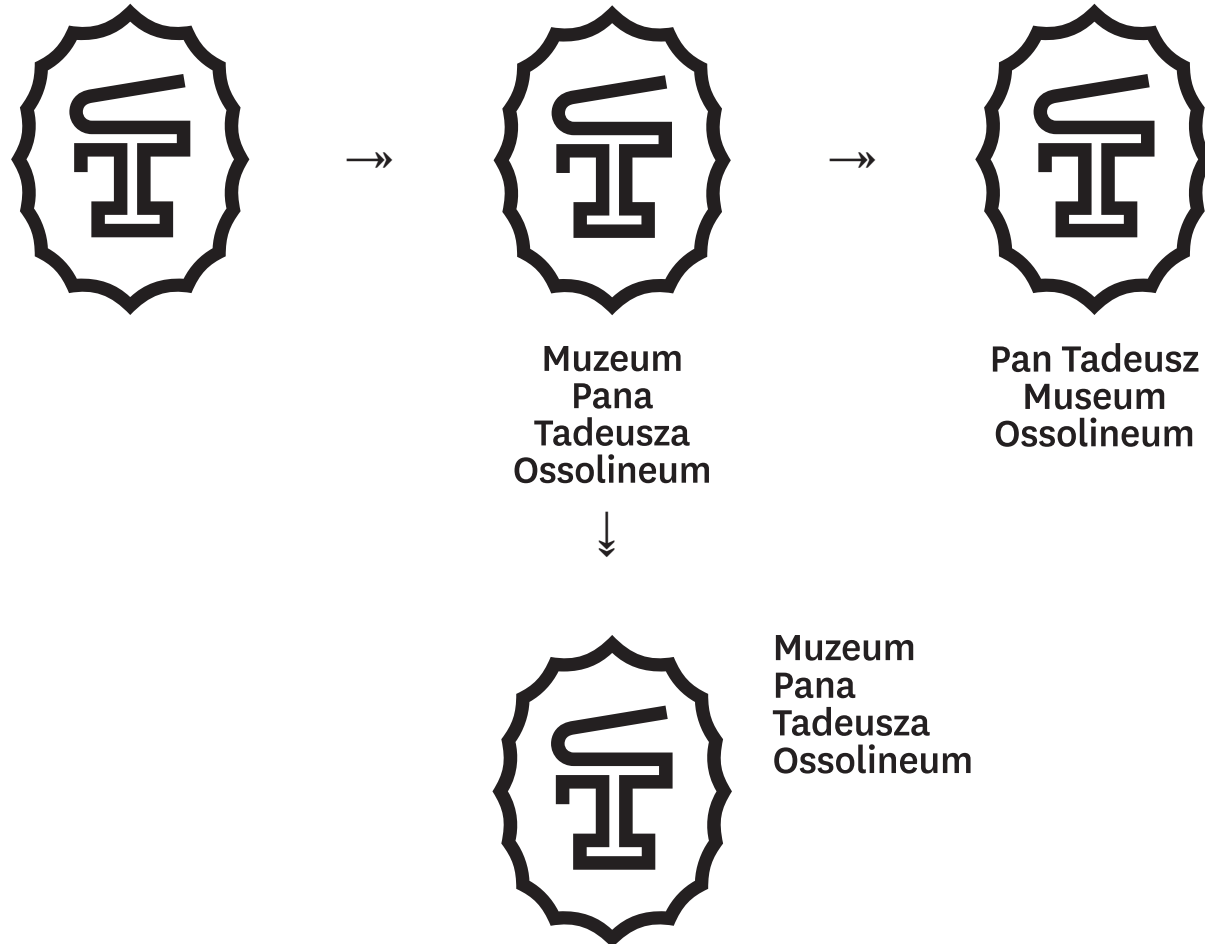 Muzeum
Pana
Tadeusza
Ossolineum
Pan Tadeusz
Museum
Ossolineum
Muzeum
Pana
Tadeusza
Ossolineum